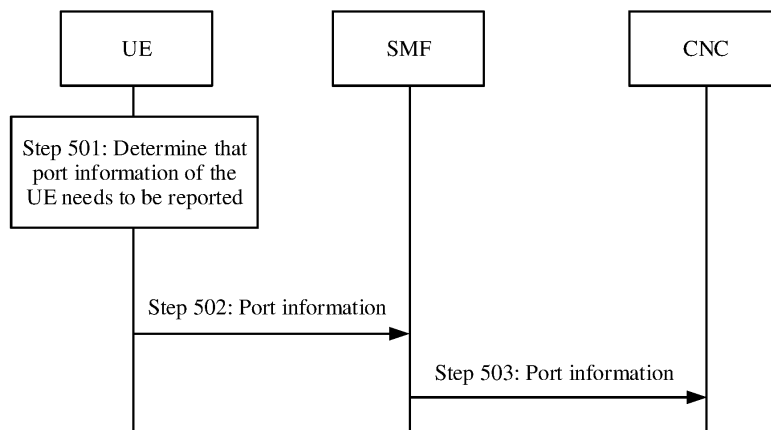 UE
SMF
CNC
Step 501: Determine that
port information of the
UE needs to be reported
Step 502: Port information
Step 503: Port information